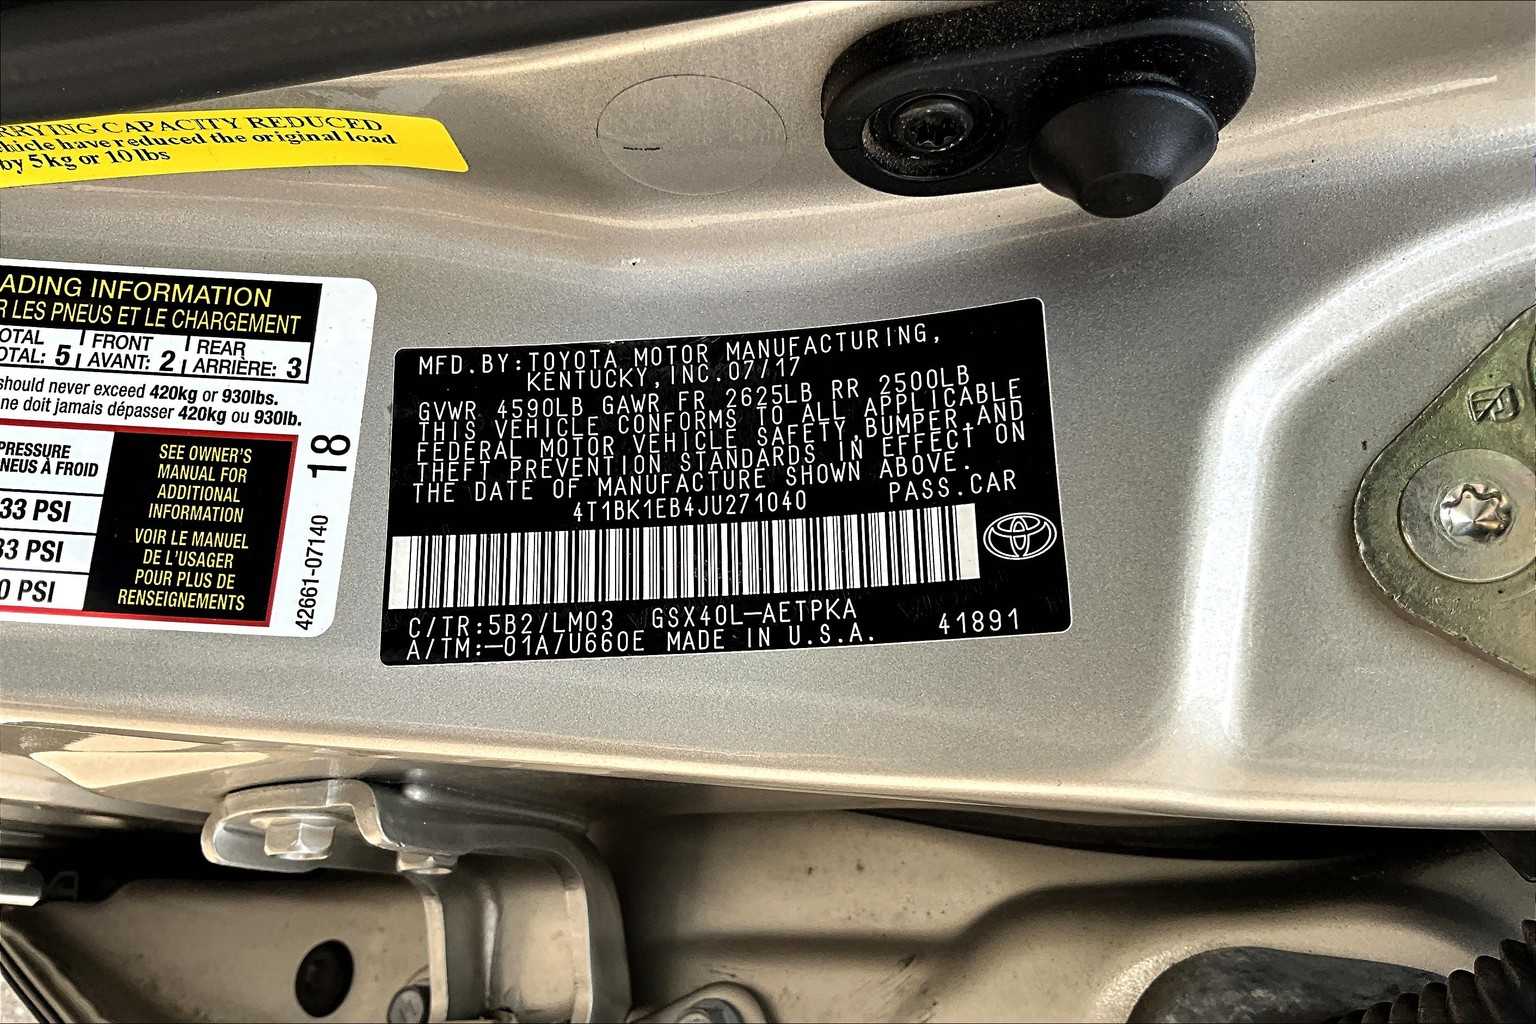 RRYING CAPACITY REDUCED
ehicle have reduced the original load
by 5kg or 10lbs
ADING INFORMATION
R LES PNEUS ET LE CHARGEMENT
OTAL FRONT REAR
OTAL: 5 AVANT: 2 ARRIÈRE: 3
should never exceed 420kg or 930lbs.
ne doit jamais dépasser 420kg ou 930lb.
PRESSURE
NEUS À FROID
33 PSI
33 PSI
0 PSI
SEE OWNER'S
MANUAL FOR
ADDITIONAL
INFORMATION
VOIR LE MANUEL
DE L'USAGER
POUR PLUS DE
RENSEIGNEMENTS
18
42661-07140
MFD.BY:TOYOTA MOTOR MANUFACTURING,
KENTUCKY,INC.07/17
GVWR 4590LB GAWR FR 2625LB RR 2500LB
THIS VEHICLE CONFORMS TO ALL APPLICABLE
FEDERAL MOTOR VEHICLE SAFETY,BUMPER,AND
THEFT PREVENTION STANDARDS IN EFFECT ON
THE DATE OF MANUFACTURE SHOWN ABOVE.
4T1BK1EB4JU271040 PASS.CAR
C/TR:5B2/LM03 GSX40L-AETPKA
A/TM:-01A/U660E MADE IN U.S.A. 41891